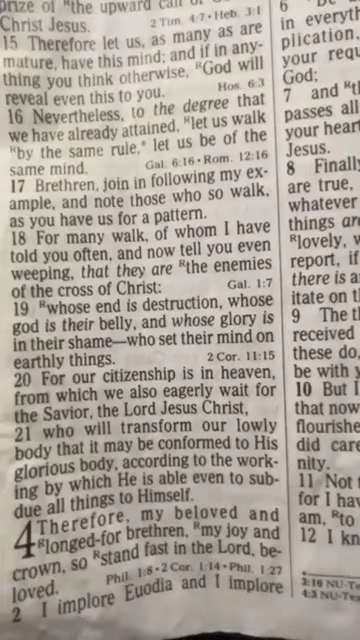 prize of ᴿthe upward call of G
Christ Jesus. 2 Tim. 4:7 • Heb. 3:1
15 Therefore let us, as many as are
mature, have this mind; and if in any-
thing you think otherwise, ᴿGod will
reveal even this to you. Hos. 6:3
16 Nevertheless, to the degree that
we have already attained, ᴿlet us walk
ᴿby the same rule,* let us be of the
same mind. Gal. 6:16 • Rom. 12:16
17 Brethren, join in following my ex-
ample, and note those who so walk,
as you have us for a pattern.
18 For many walk, of whom I have
told you often, and now tell you even
weeping, that they are ᴿthe enemies
of the cross of Christ: Gal. 1:7
19 ᴿwhose end is destruction, whose
god is their belly, and whose glory is
in their shame—who set their mind on
earthly things. 2 Cor. 11:15
20 For our citizenship is in heaven,
from which we also eagerly wait for
the Savior, the Lord Jesus Christ,
21 who will transform our lowly
body that it may be conformed to His
glorious body, according to the work-
ing by which He is able even to sub-
due all things to Himself.
4 Therefore, my beloved and
ᴿlonged-for brethren, ᴿmy joy and
crown, so ᴿstand fast in the Lord, be-
loved. Phil. 1:8 • 2 Cor. 1:14 • Phil. 1:27
2 I implore Euodia and I implore
6
in everyth
plication,
your requ
God;
7 and ᴿt
passes all
your heart
Jesus.
8 Finally
are true,
whatever
things are
ᴿlovely, w
report, if
there is a
itate on t
9 The th
received
these do,
be with y
10 But I
that now
flourishe
did care
nity.
11 Not t
for I hav
am, ᴿto
12 I kn
3:16 NU-Te
4:3 NU-Tex